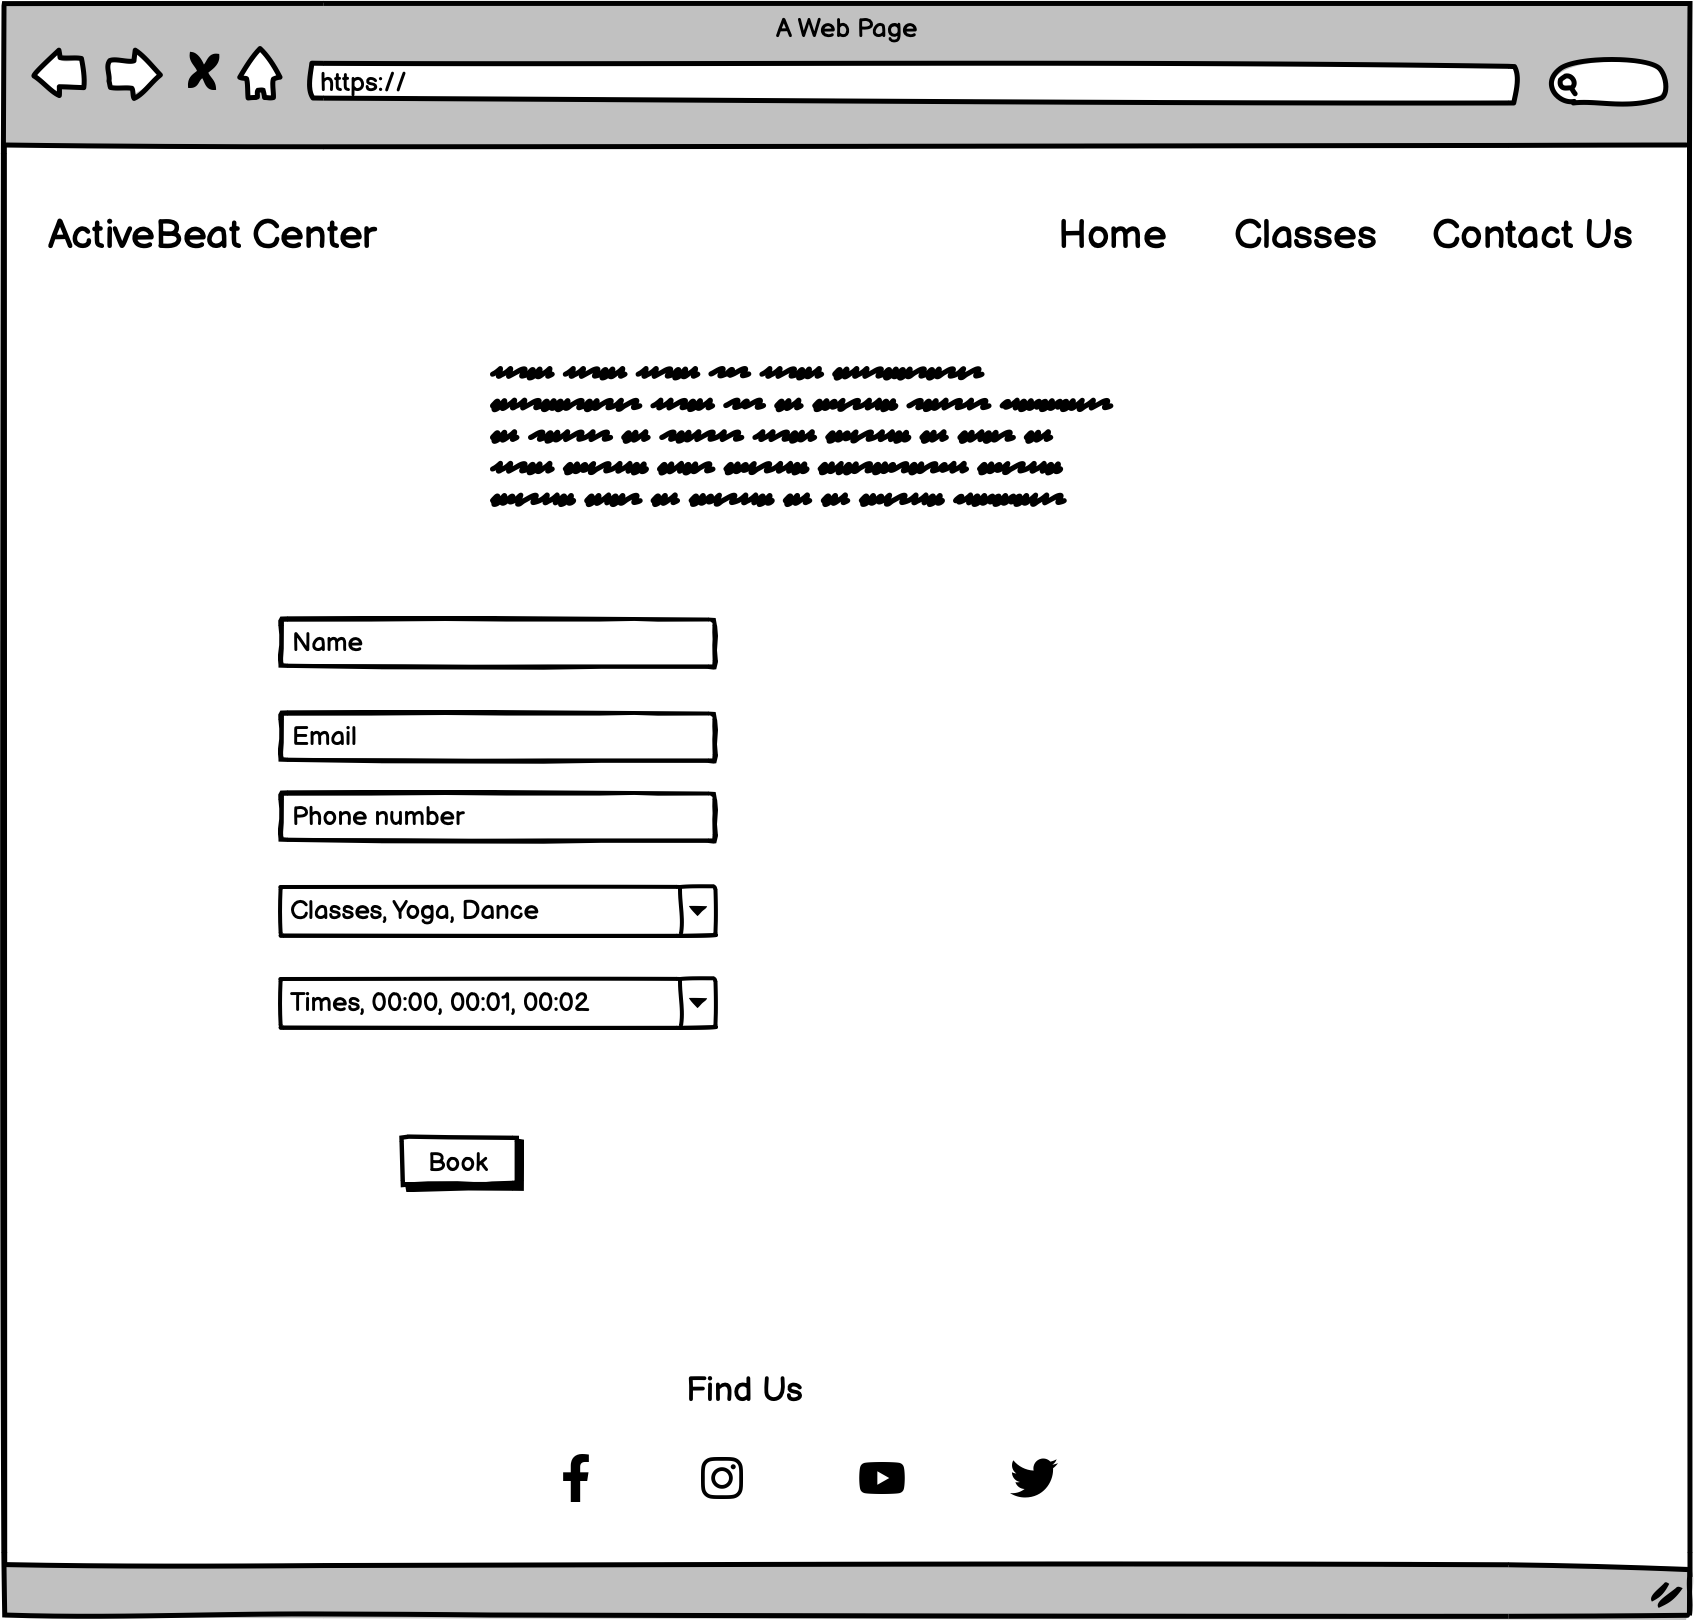 A Web Page
https://
ActiveBeat Center Home Classes Contact Us
Name
Email
Phone number
Classes, Yoga, Dance
Times, 00:00, 00:01, 00:02
Book
Find Us